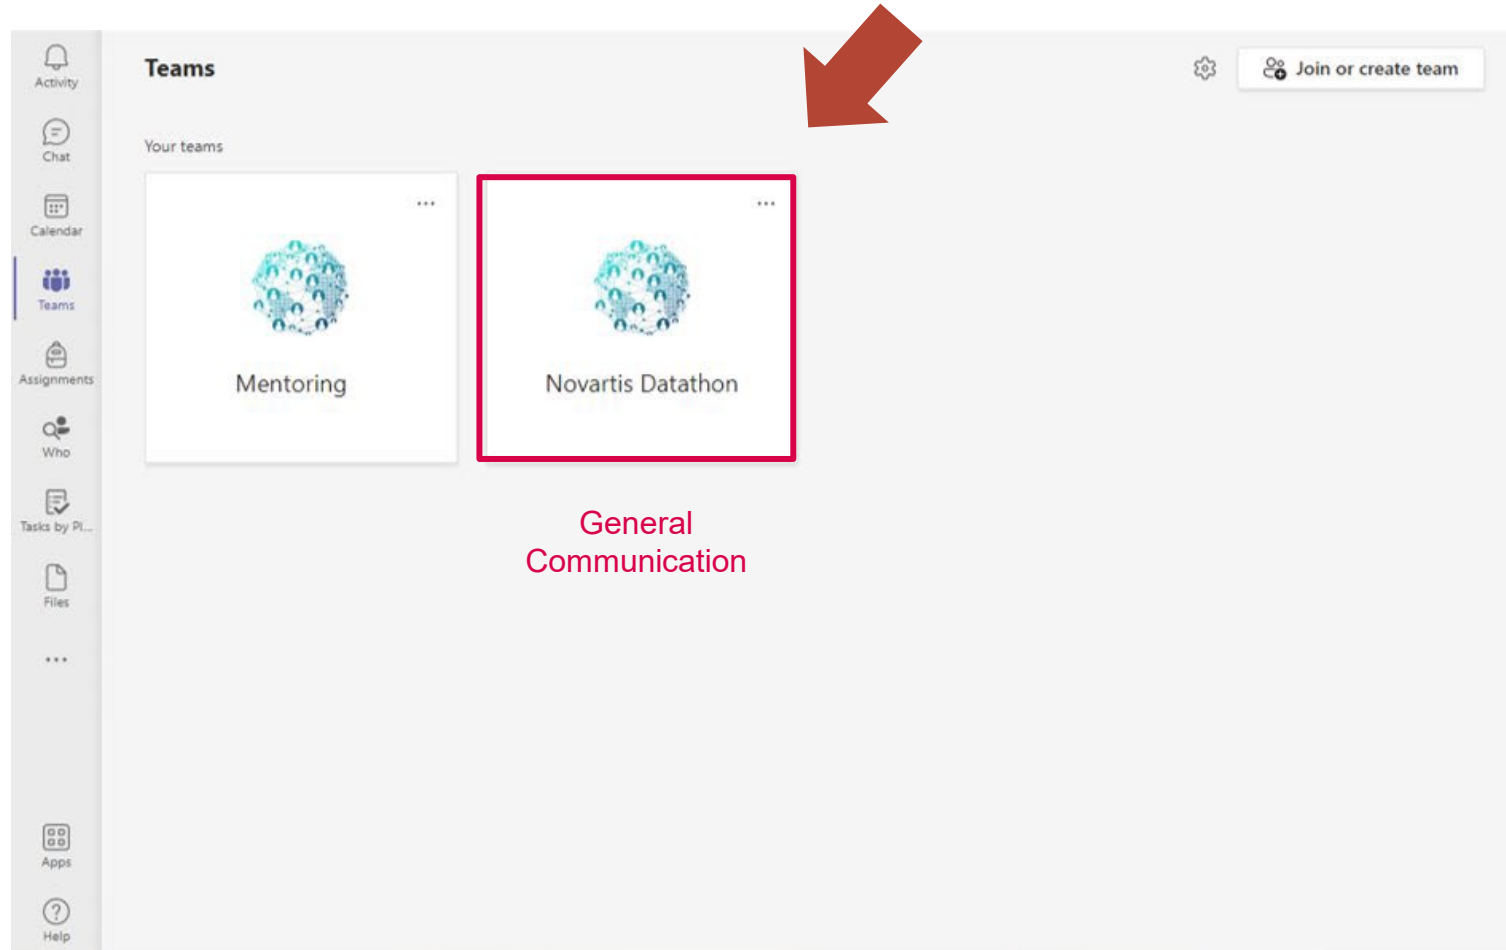 Activity
Chat
Calendar
Teams
Assignments
Who
Tasks by Pl...
Files
Apps
Help
Teams
Join or create team
Your teams
Mentoring
Novartis Datathon
General
Communication